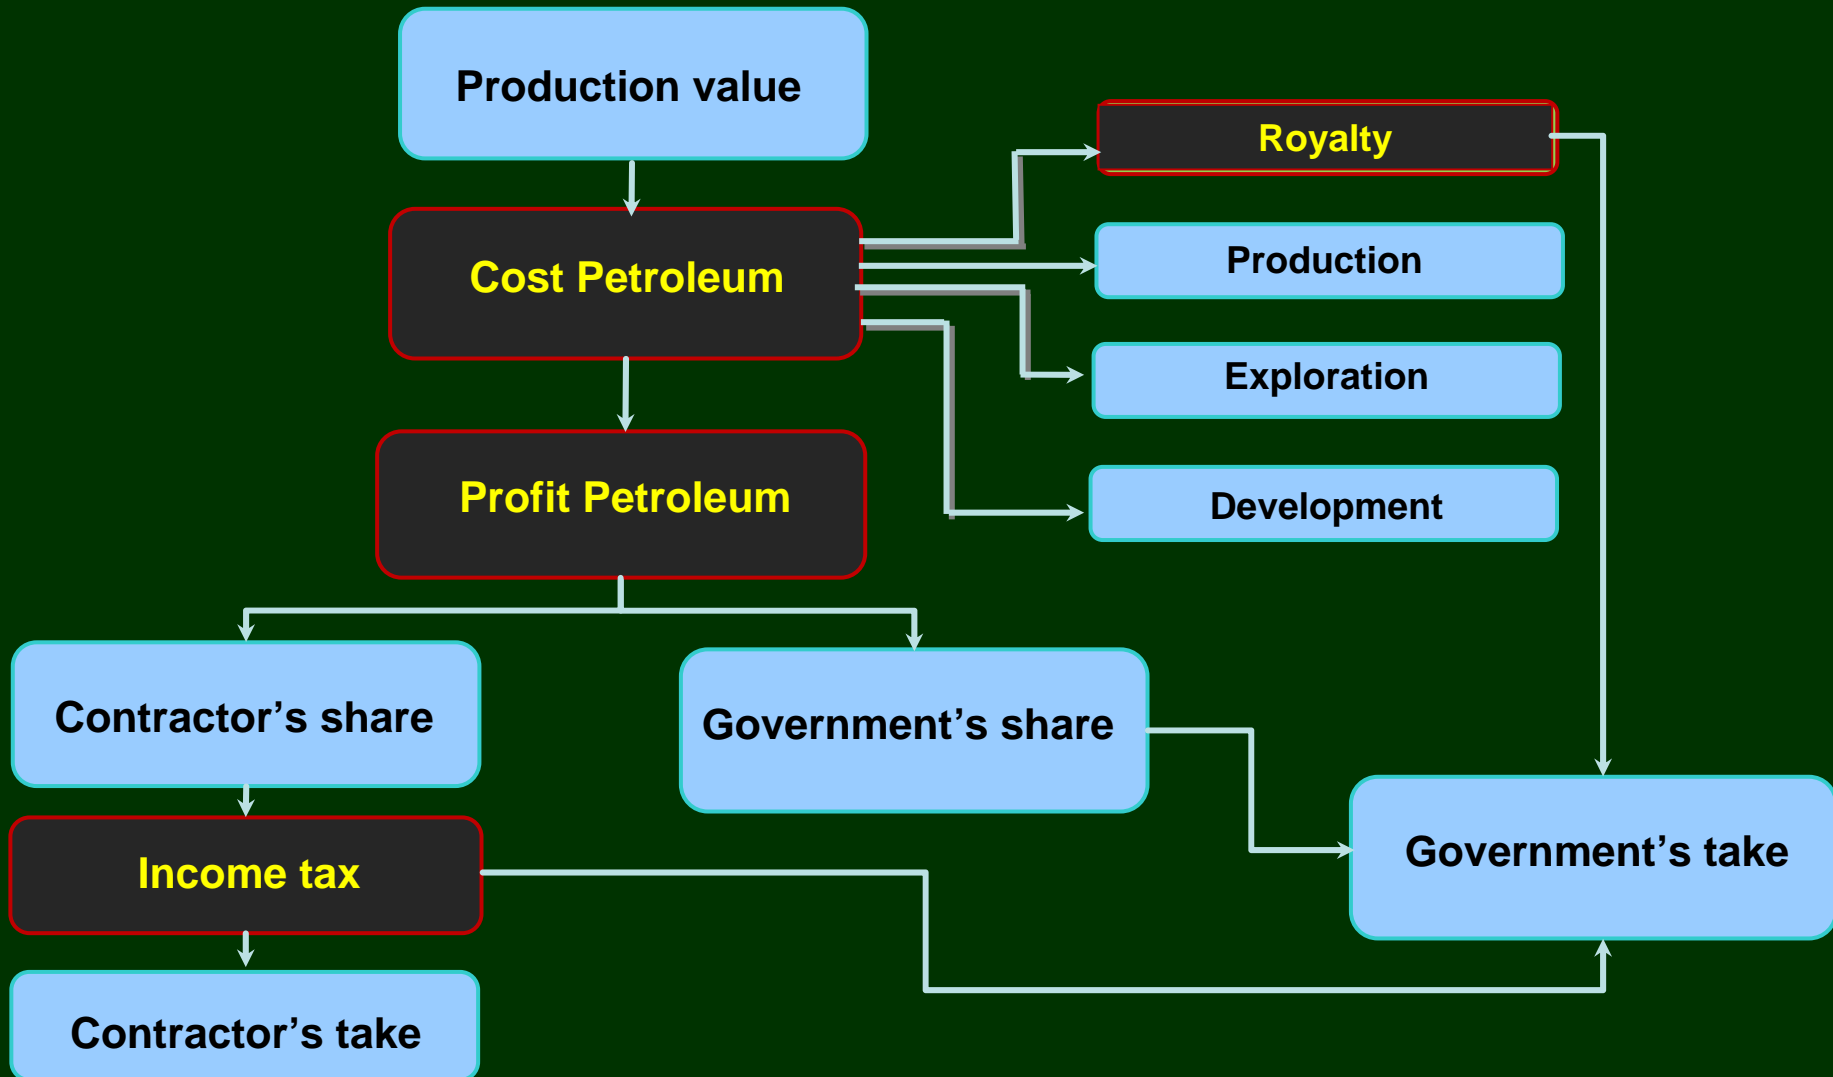 Production value
Royalty
Cost Petroleum
Production
Exploration
Profit Petroleum
Development
Contractor’s share
Government’s share
Government’s take
Income tax
Contractor’s take